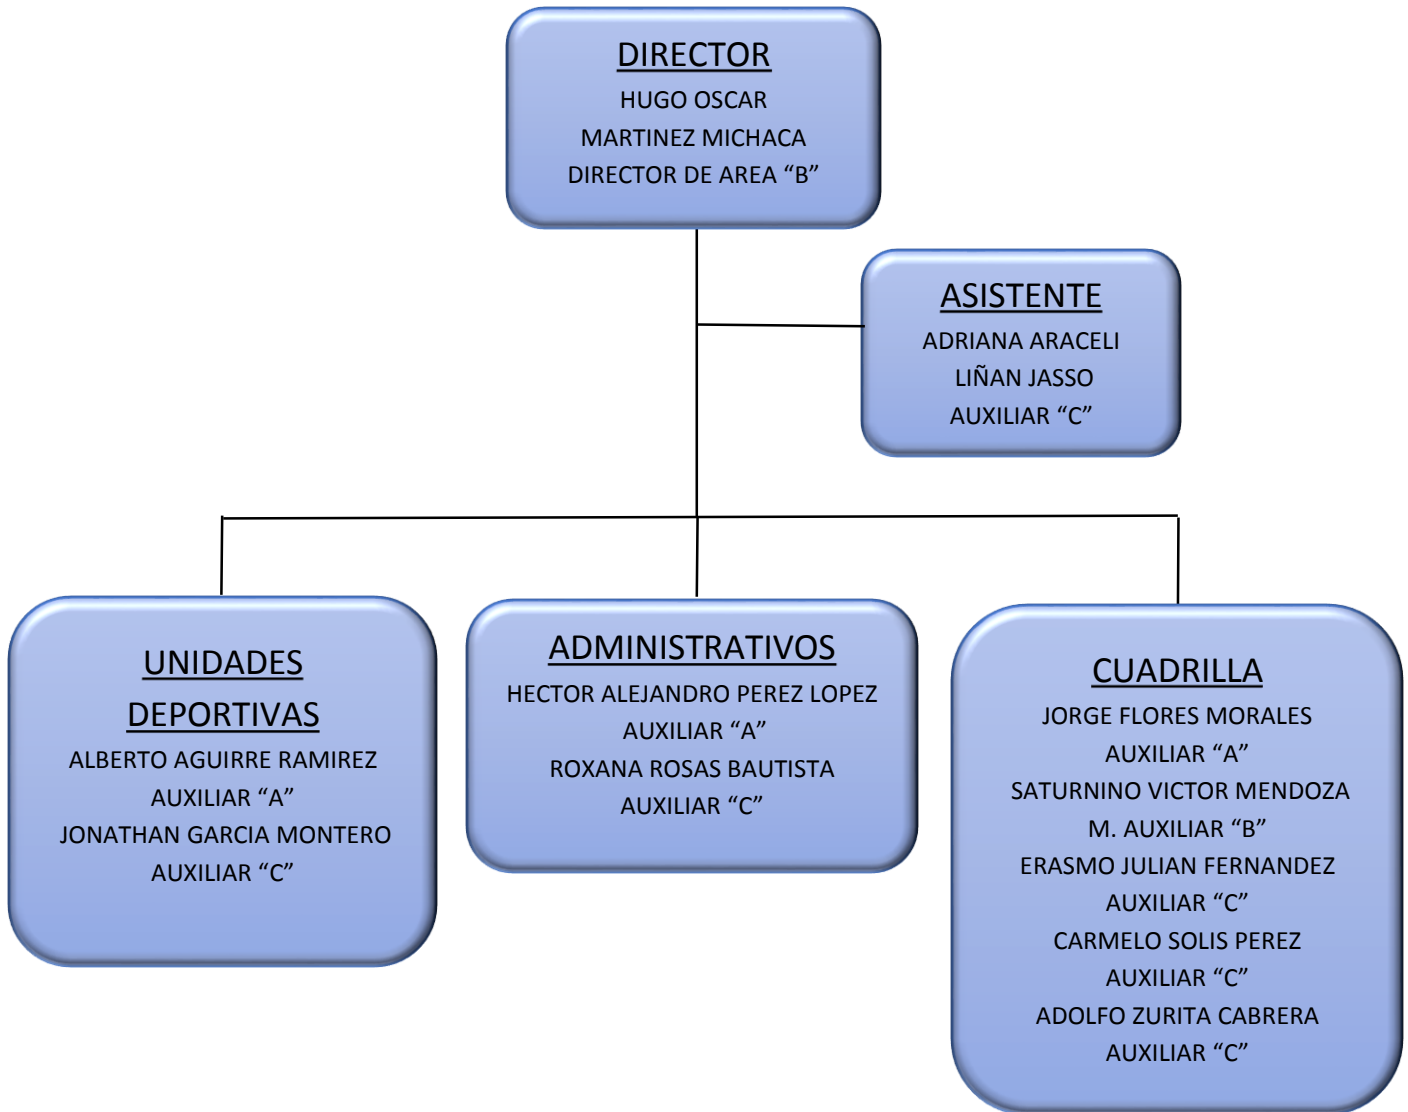 DIRECTOR
HUGO OSCAR
MARTINEZ MICHACA
DIRECTOR DE AREA “B”
ASISTENTE
ADRIANA ARACELI
LIÑAN JASSO
AUXILIAR “C”
UNIDADES
DEPORTIVAS
ALBERTO AGUIRRE RAMIREZ
AUXILIAR “A”
JONATHAN GARCIA MONTERO
AUXILIAR “C”
ADMINISTRATIVOS
HECTOR ALEJANDRO PEREZ LOPEZ
AUXILIAR “A”
ROXANA ROSAS BAUTISTA
AUXILIAR “C”
CUADRILLA
JORGE FLORES MORALES
AUXILIAR “A”
SATURNINO VICTOR MENDOZA
M. AUXILIAR “B”
ERASMO JULIAN FERNANDEZ
AUXILIAR “C”
CARMELO SOLIS PEREZ
AUXILIAR “C”
ADOLFO ZURITA CABRERA
AUXILIAR “C”